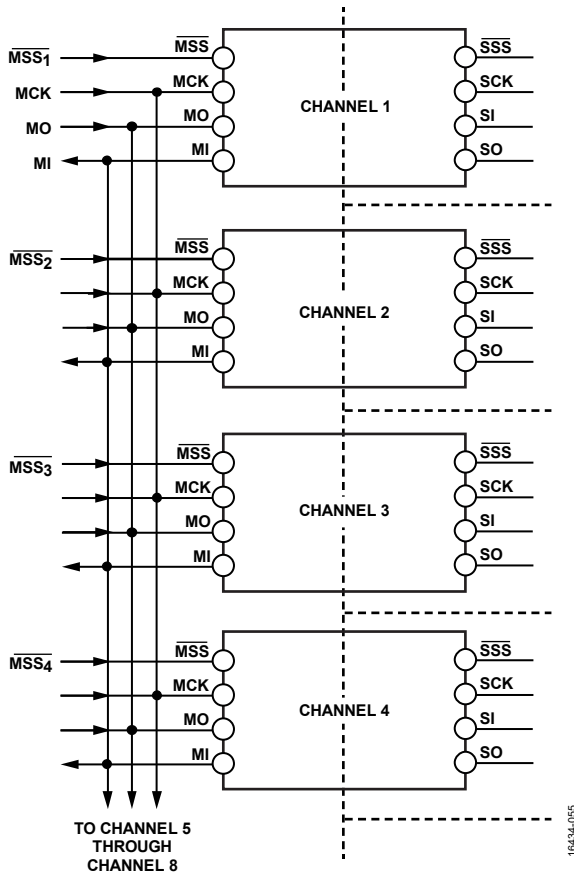 MSS1 MSS SSS
MCK MCK SCK
CHANNEL 1
MO MO SI
MI MI SO
MSS2 MSS SSS
MCK SCK
CHANNEL 2
MO SI
MI SO
MSS3 MSS SSS
MCK SCK
CHANNEL 3
MO SI
MI SO
MSS4 MSS SSS
MCK SCK
CHANNEL 4
MO SI
MI SO
TO CHANNEL 5
THROUGH
CHANNEL 8
16434-055